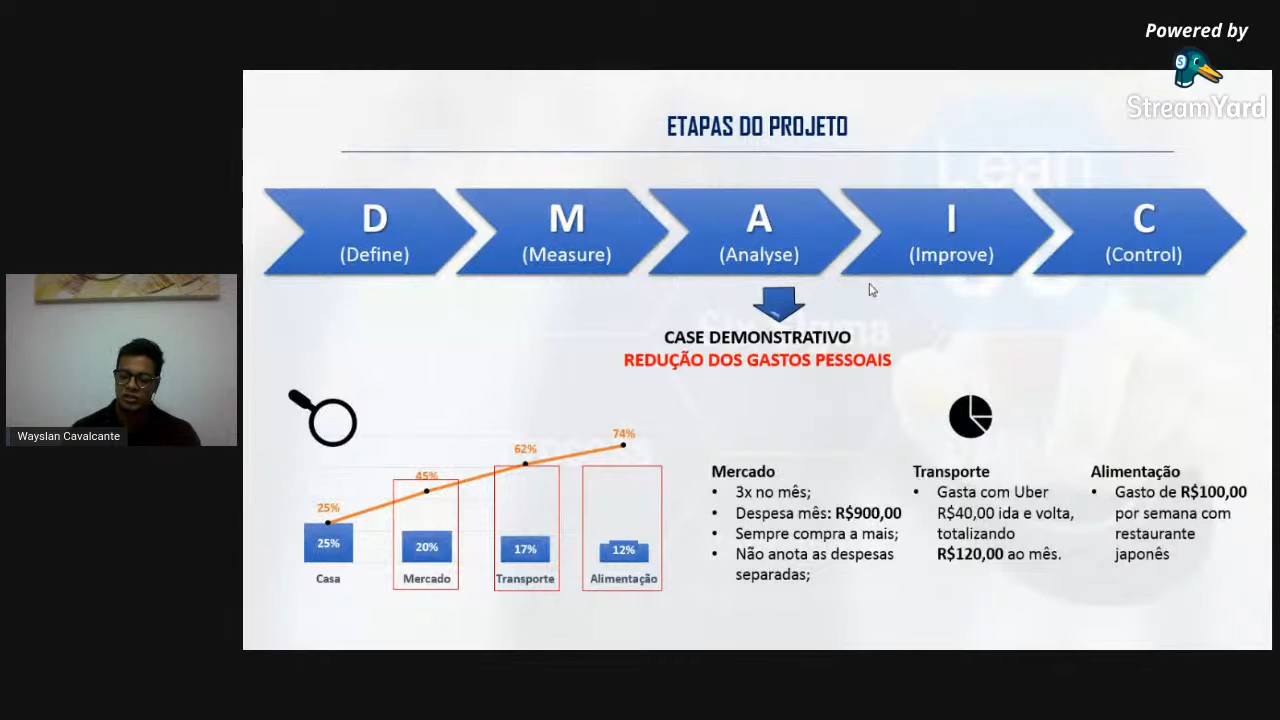 Powered by
StreamYard
ETAPAS DO PROJETO
Lean
D
(Define)
M
(Measure)
A
(Analyse)
I
(Improve)
C
(Control)
CASE DEMONSTRATIVO
REDUÇÃO DOS GASTOS PESSOAIS
Wayslan Cavalcante
25%
45%
62%
74%
25%
20%
17%
12%
Casa
Mercado
Transporte
Alimentação
Mercado
• 3x no mês;
• Despesa mês: R$900,00
• Sempre compra a mais;
• Não anota as despesas
separadas;
Transporte
• Gasta com Uber
R$40,00 ida e volta,
totalizando
R$120,00 ao mês.
Alimentação
• Gasto de R$100,00
por semana com
restaurante
japonês